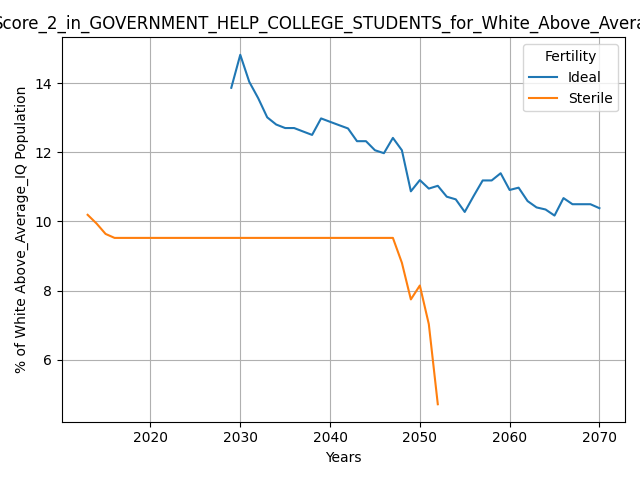 Score_2_in_GOVERNMENT_HELP_COLLEGE_STUDENTS_for_White_Above_Avera
Fertility
Ideal
Sterile
% of White Above_Average_IQ Population
14
12
10
8
6
2020 2030 2040 2050 2060 2070
Years